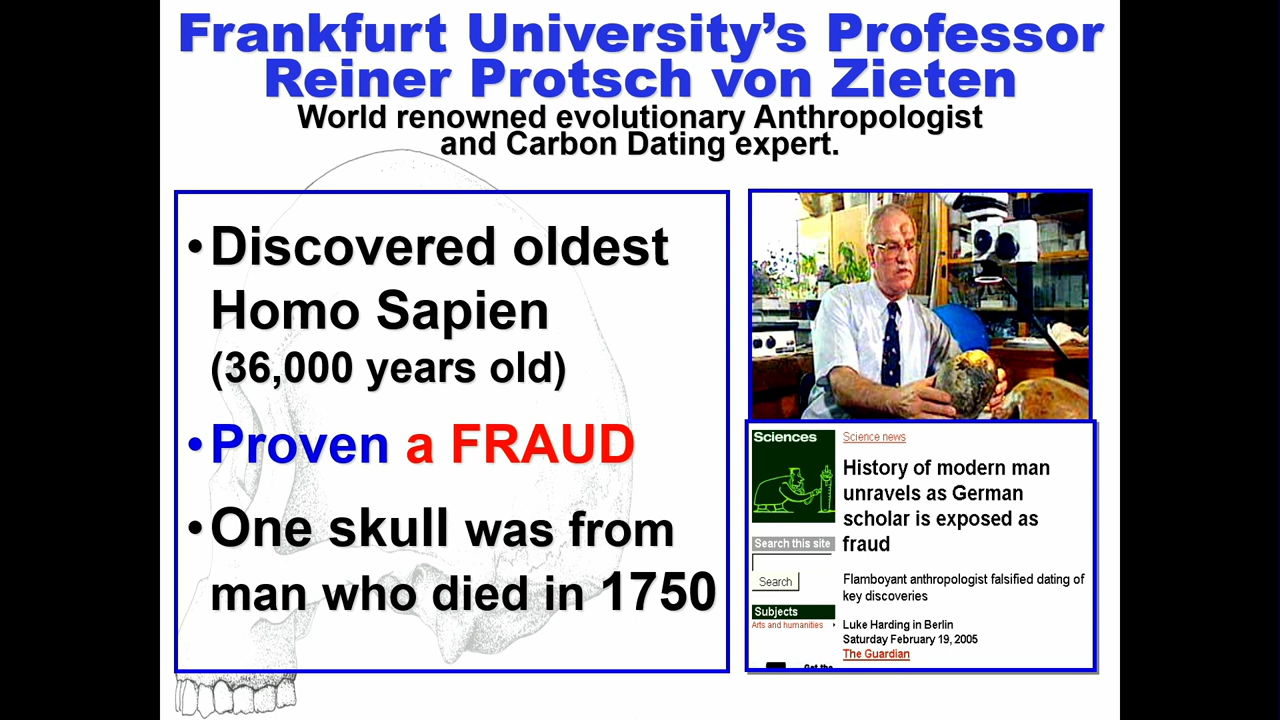 Frankfurt University’s Professor
Reiner Protsch von Zieten
World renowned evolutionary Anthropologist
and Carbon Dating expert.
•Discovered oldest
Homo Sapien
(36,000 years old)
•Proven a FRAUD
•One skull was from
man who died in 1750
Sciences
Search this site
Search
Subjects
Arts and humanities
Science news
History of modern man
unravels as German
scholar is exposed as
fraud
Flamboyant anthropologist falsified dating of
key discoveries
Luke Harding in Berlin
Saturday February 19, 2005
The Guardian